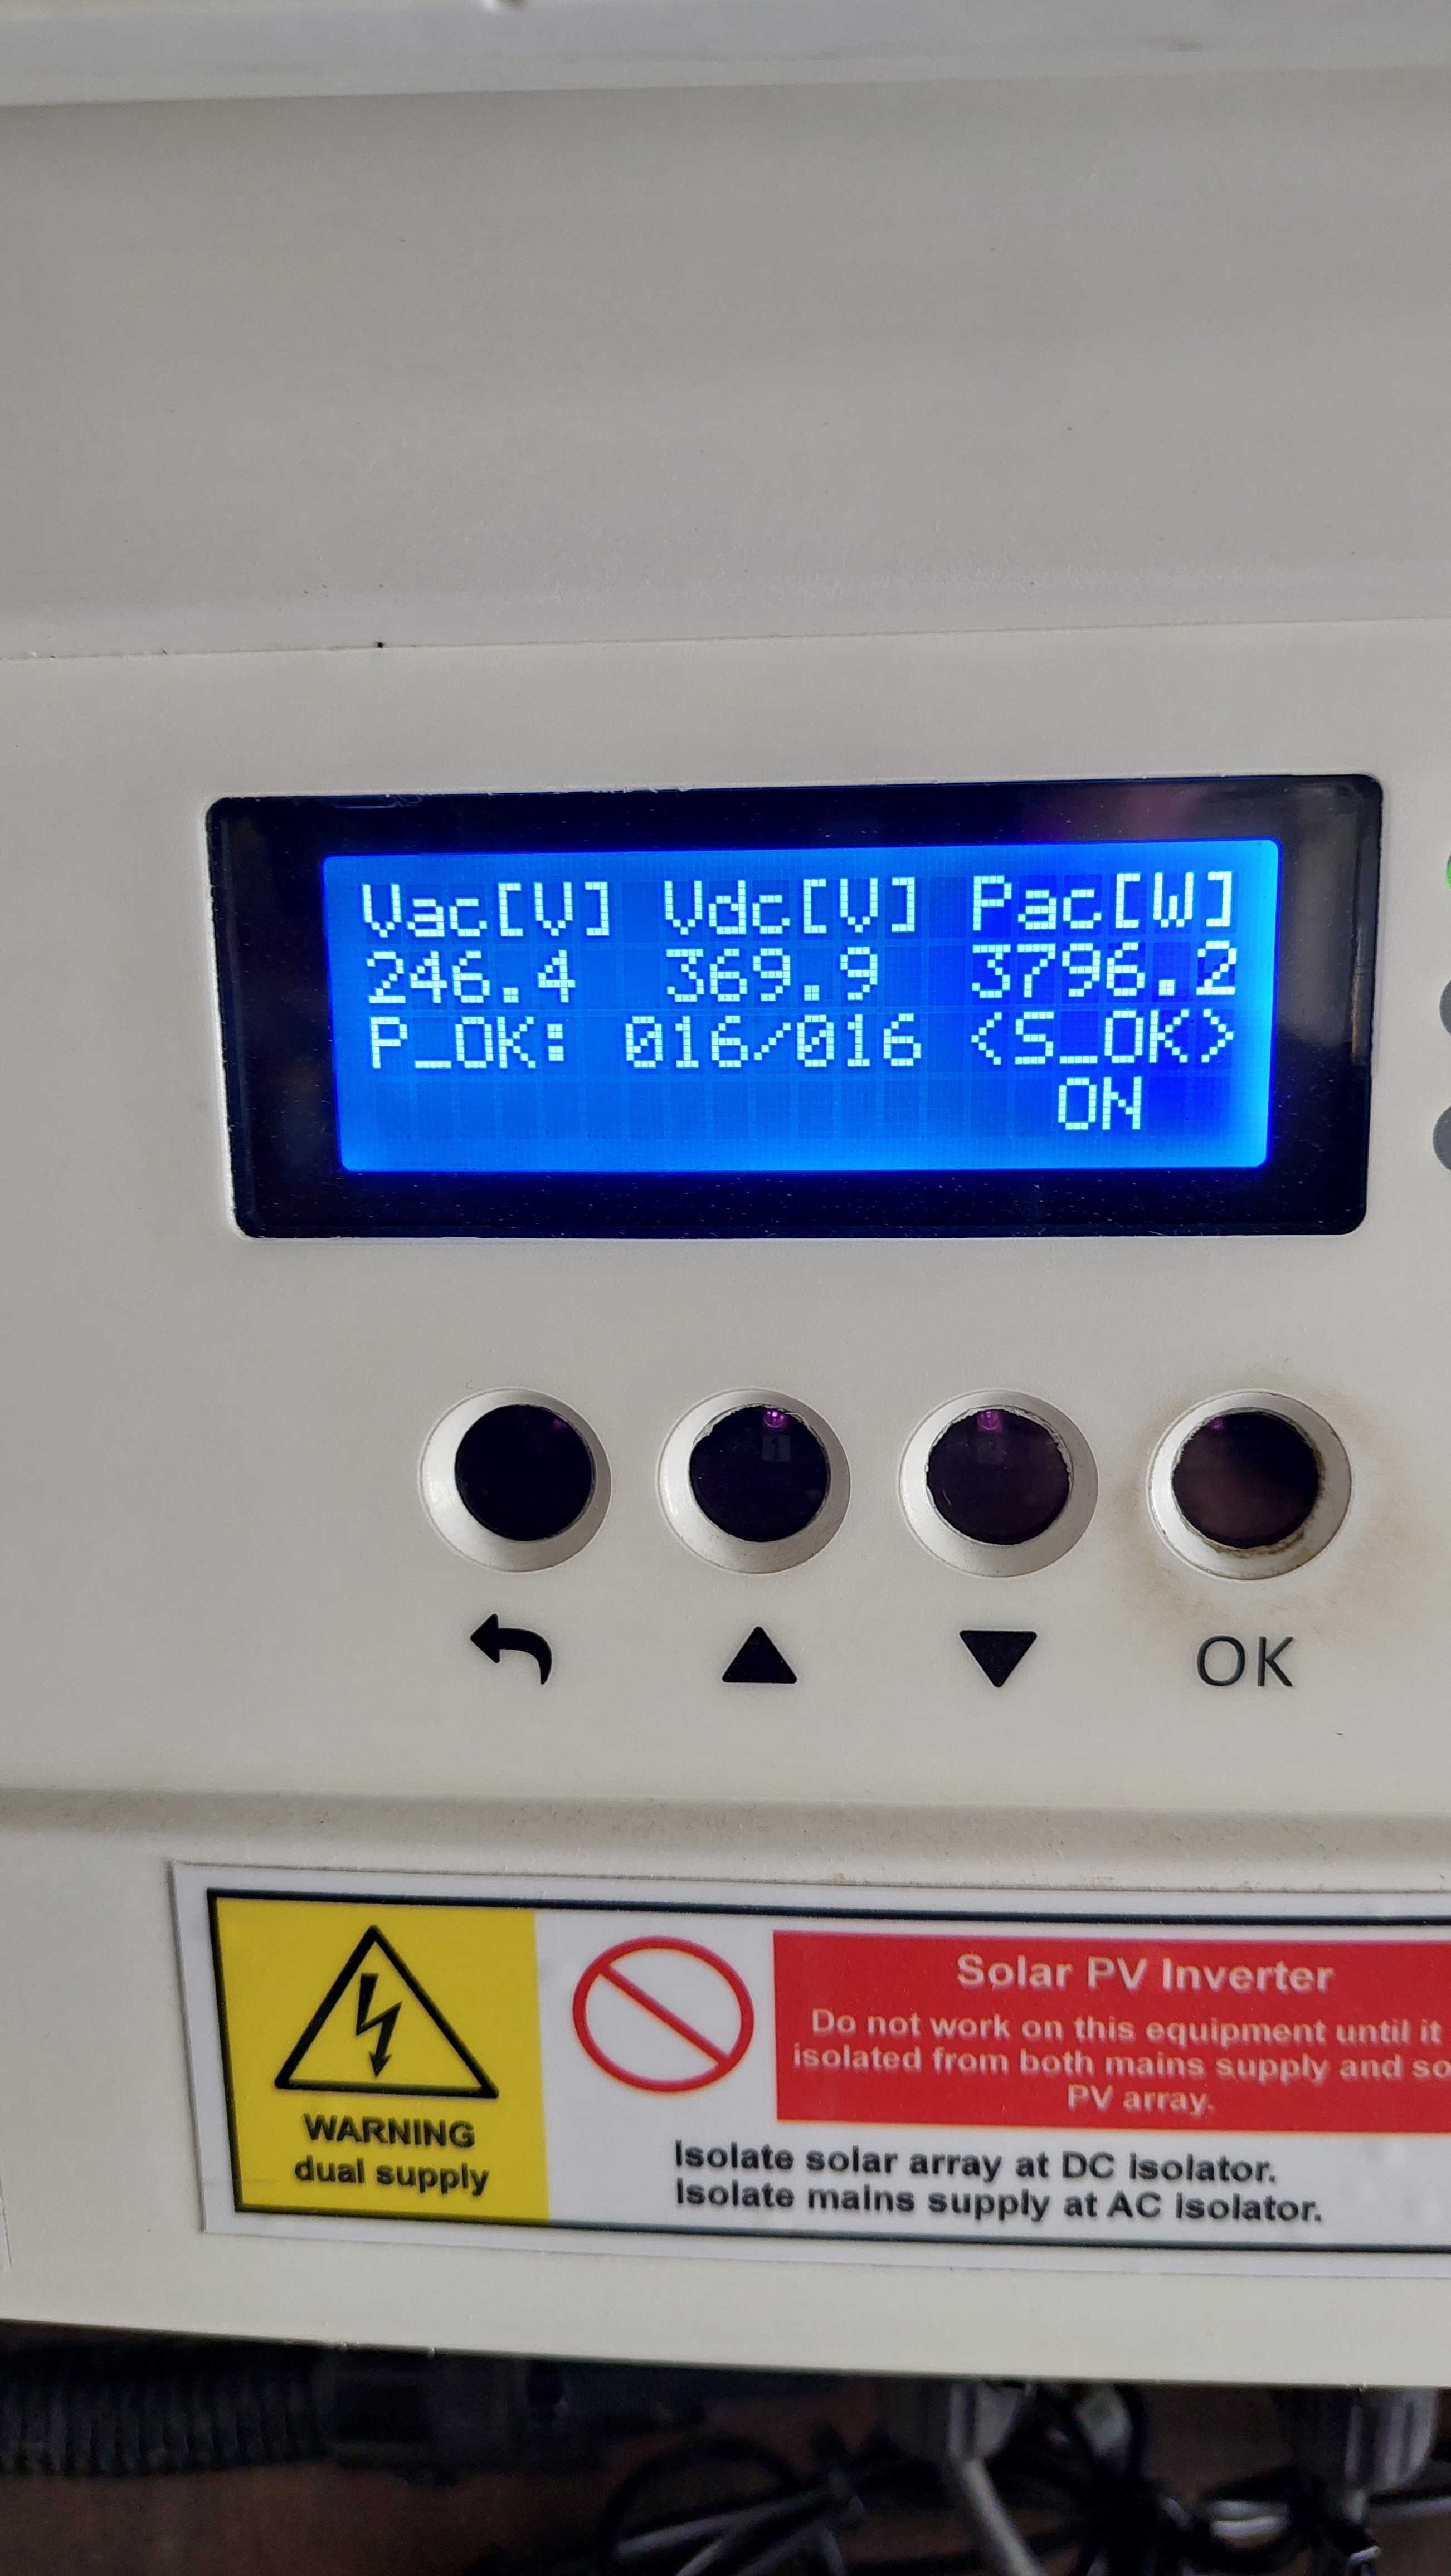 Vac[V] Vdc[V] Pac[W]
246.4 369.9 3796.2
P_OK: 016/016 <S_OK>
ON
OK
WARNING
dual supply
Solar PV Inverter
Do not work on this equipment until it
isolated from both mains supply and so
PV array.
Isolate solar array at DC isolator.
Isolate mains supply at AC isolator.